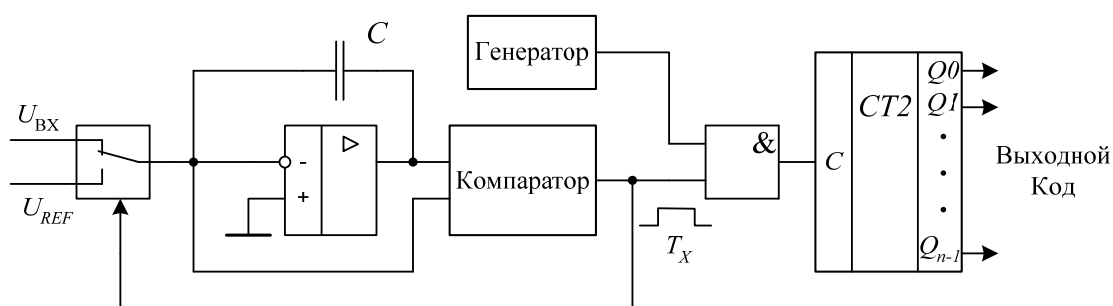 C
Генератор
U_ВХ
U_REF
-
+
▷
Компаратор
T_X
&
C
CT2
Q0
Q1
Q_n-1
Выходной
Код